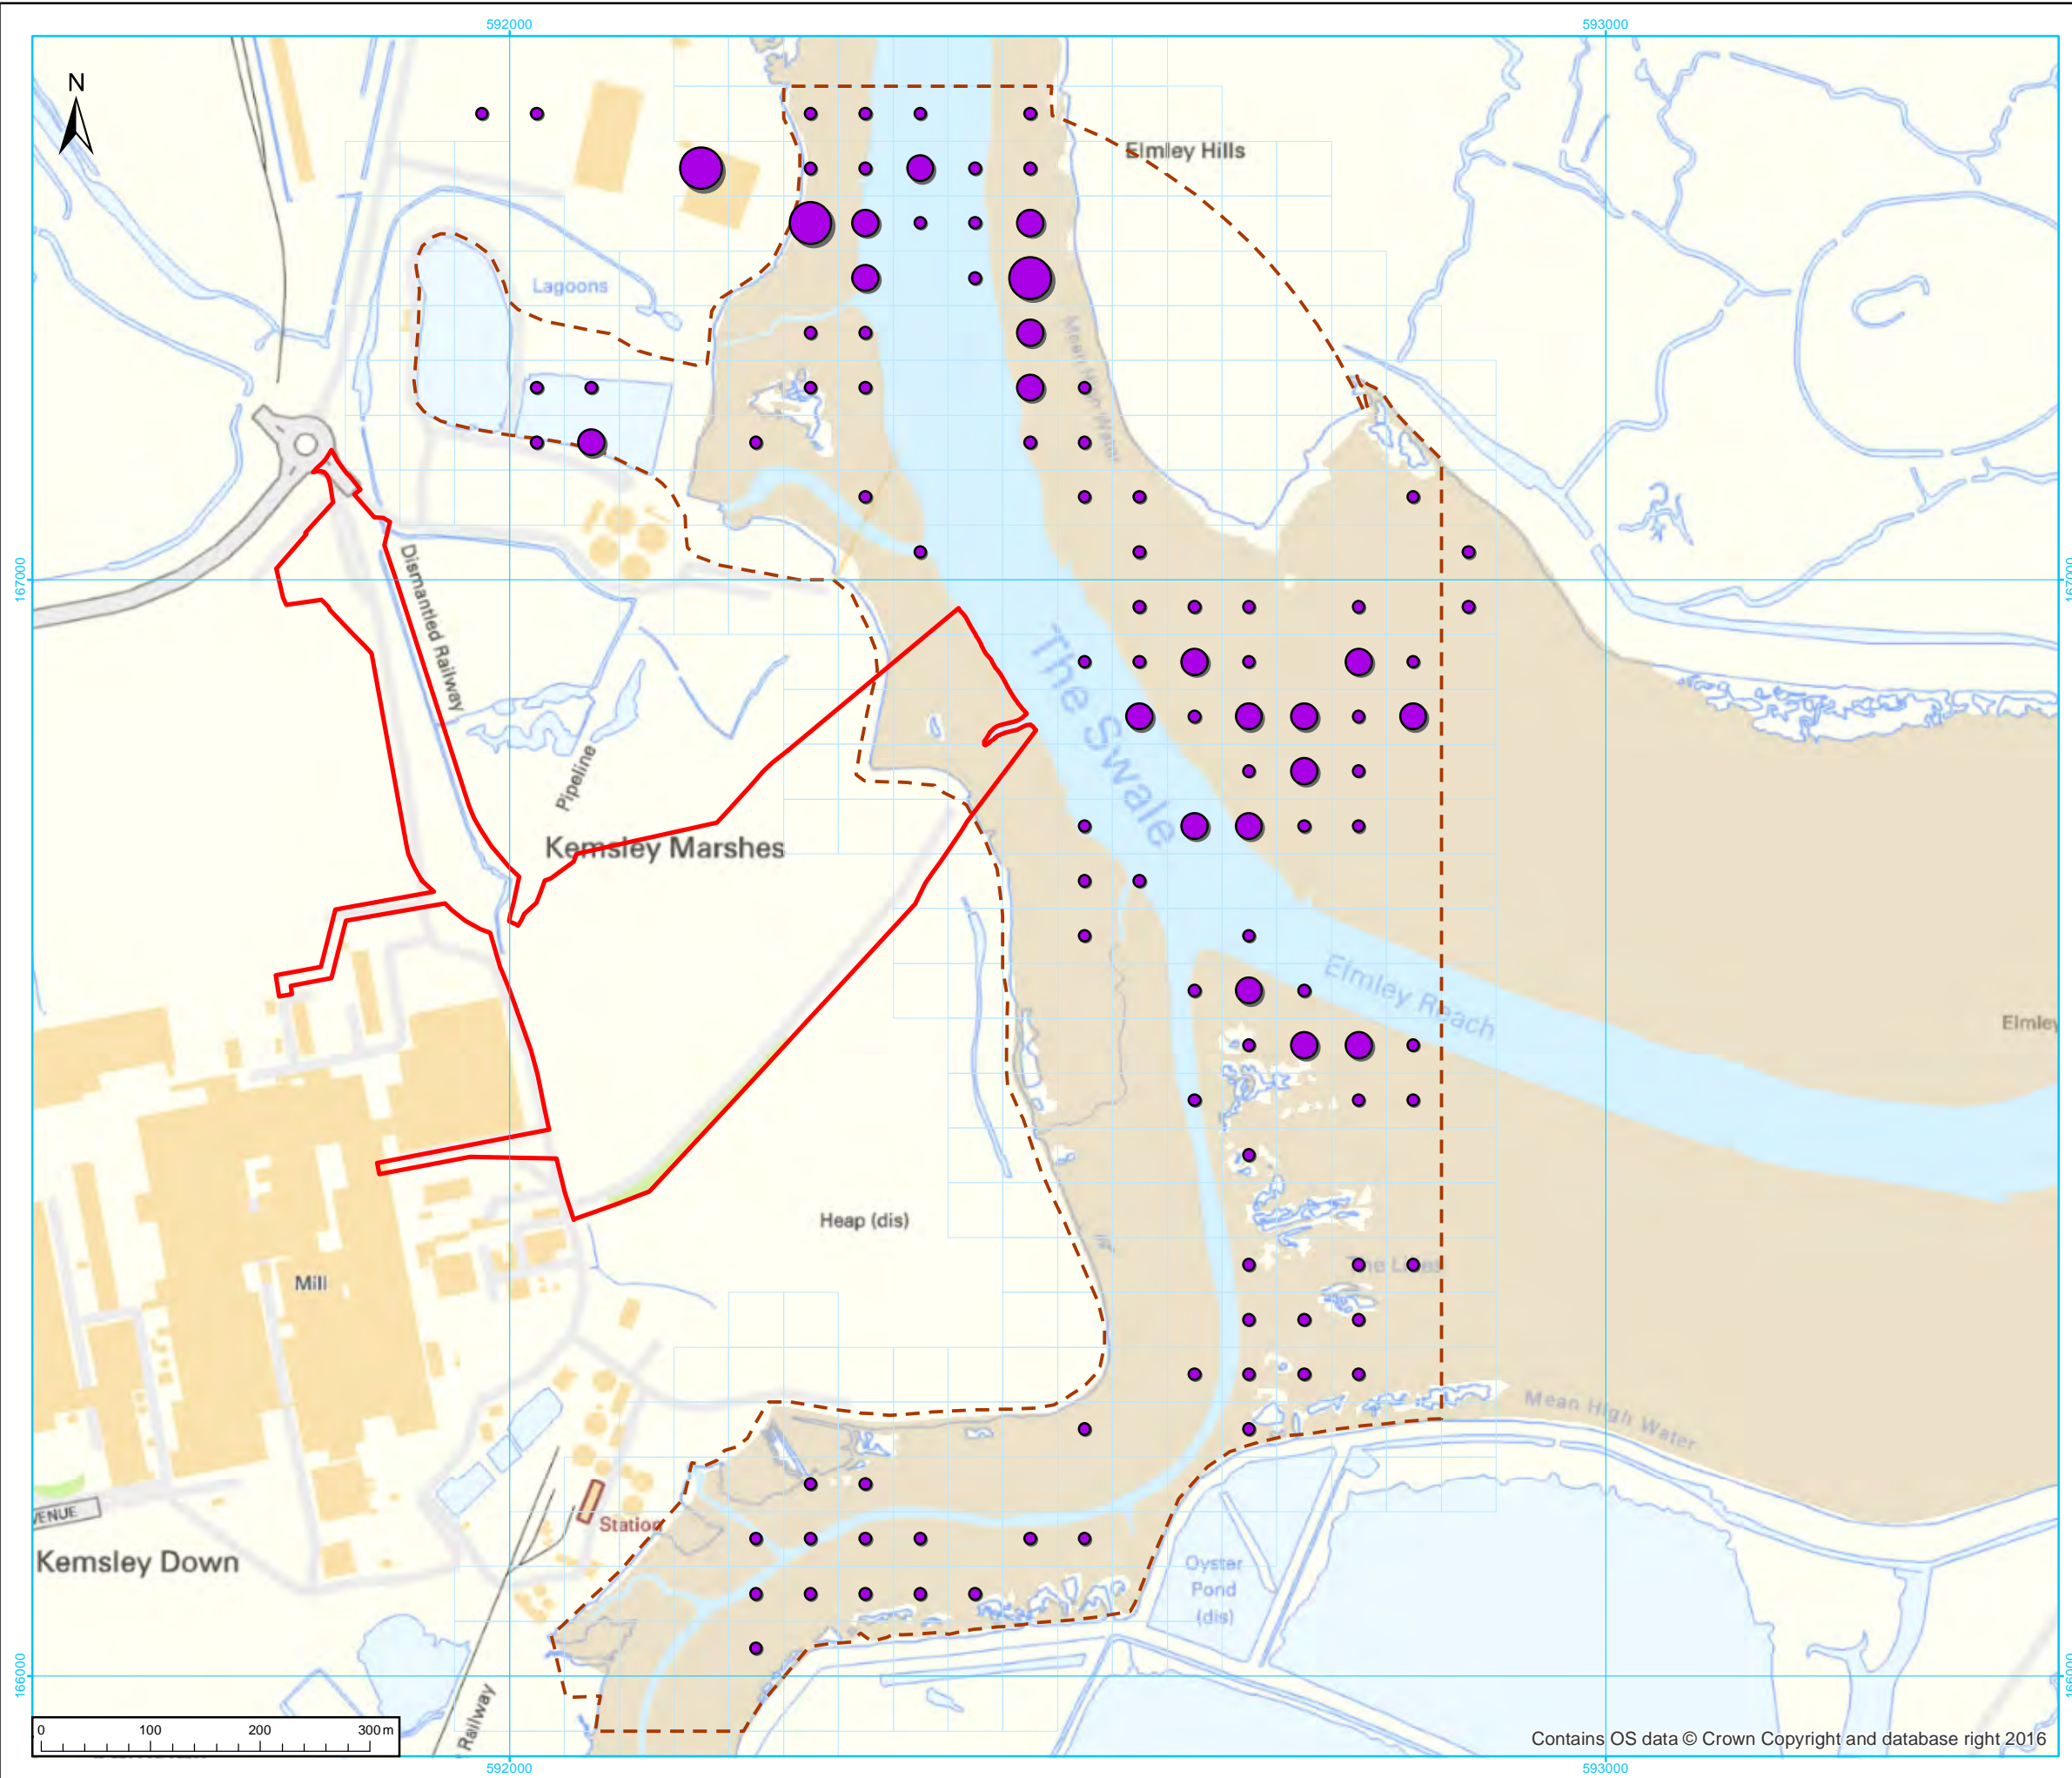 592000
593000
N
Elmley Hills
Lagoons
Mean High Water
167000
167000
Dismantled Railway
The Swale
Pipeline
Kemsley Marshes
Elmley Reach
Elmley
Heap (dis)
Mill
Mean High Water
VENUE
Station
Kemsley Down
Oyster
Pond
(dis)
166000
166000
Railway
0 100 200 300m
Contains OS data © Crown Copyright and database right 2016
592000
593000